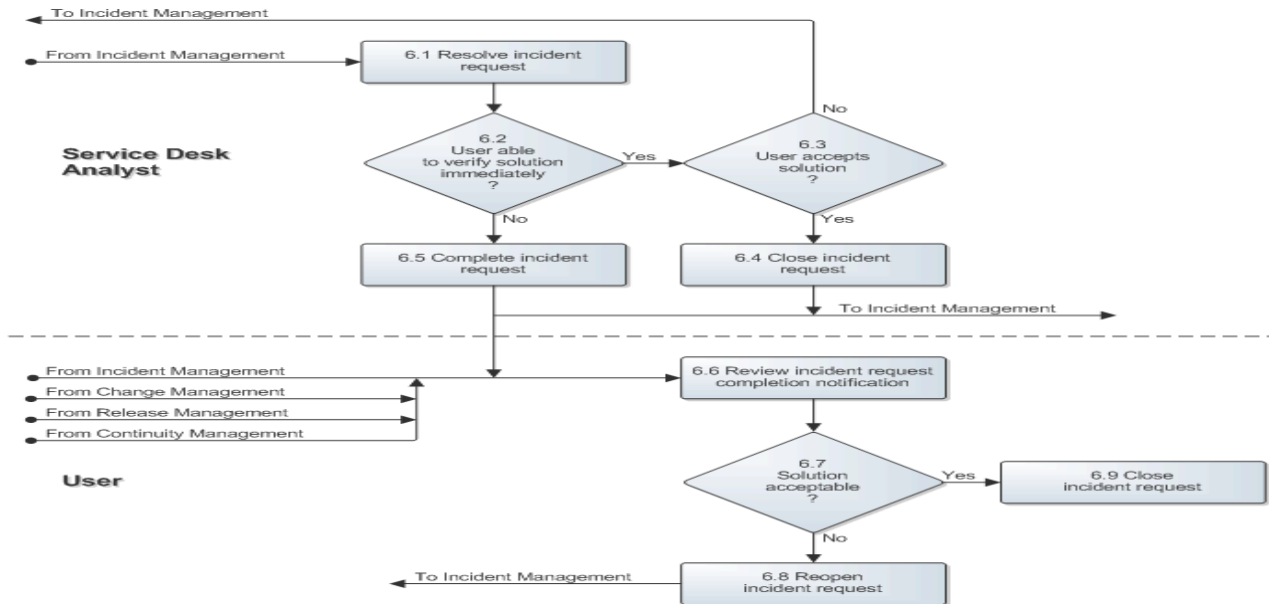 To Incident Management
From Incident Management
6.1 Resolve incident
request
No
Service Desk
Analyst
6.2
User able
to verify solution
immediately
?
Yes
6.3
User accepts
solution
?
No
Yes
6.5 Complete incident
request
6.4 Close incident
request
To Incident Management
From Incident Management
From Change Management
From Release Management
From Continuity Management
6.6 Review incident request
completion notification
User
6.7
Solution
acceptable
?
Yes
6.9 Close
incident request
No
To Incident Management
6.8 Reopen
incident request